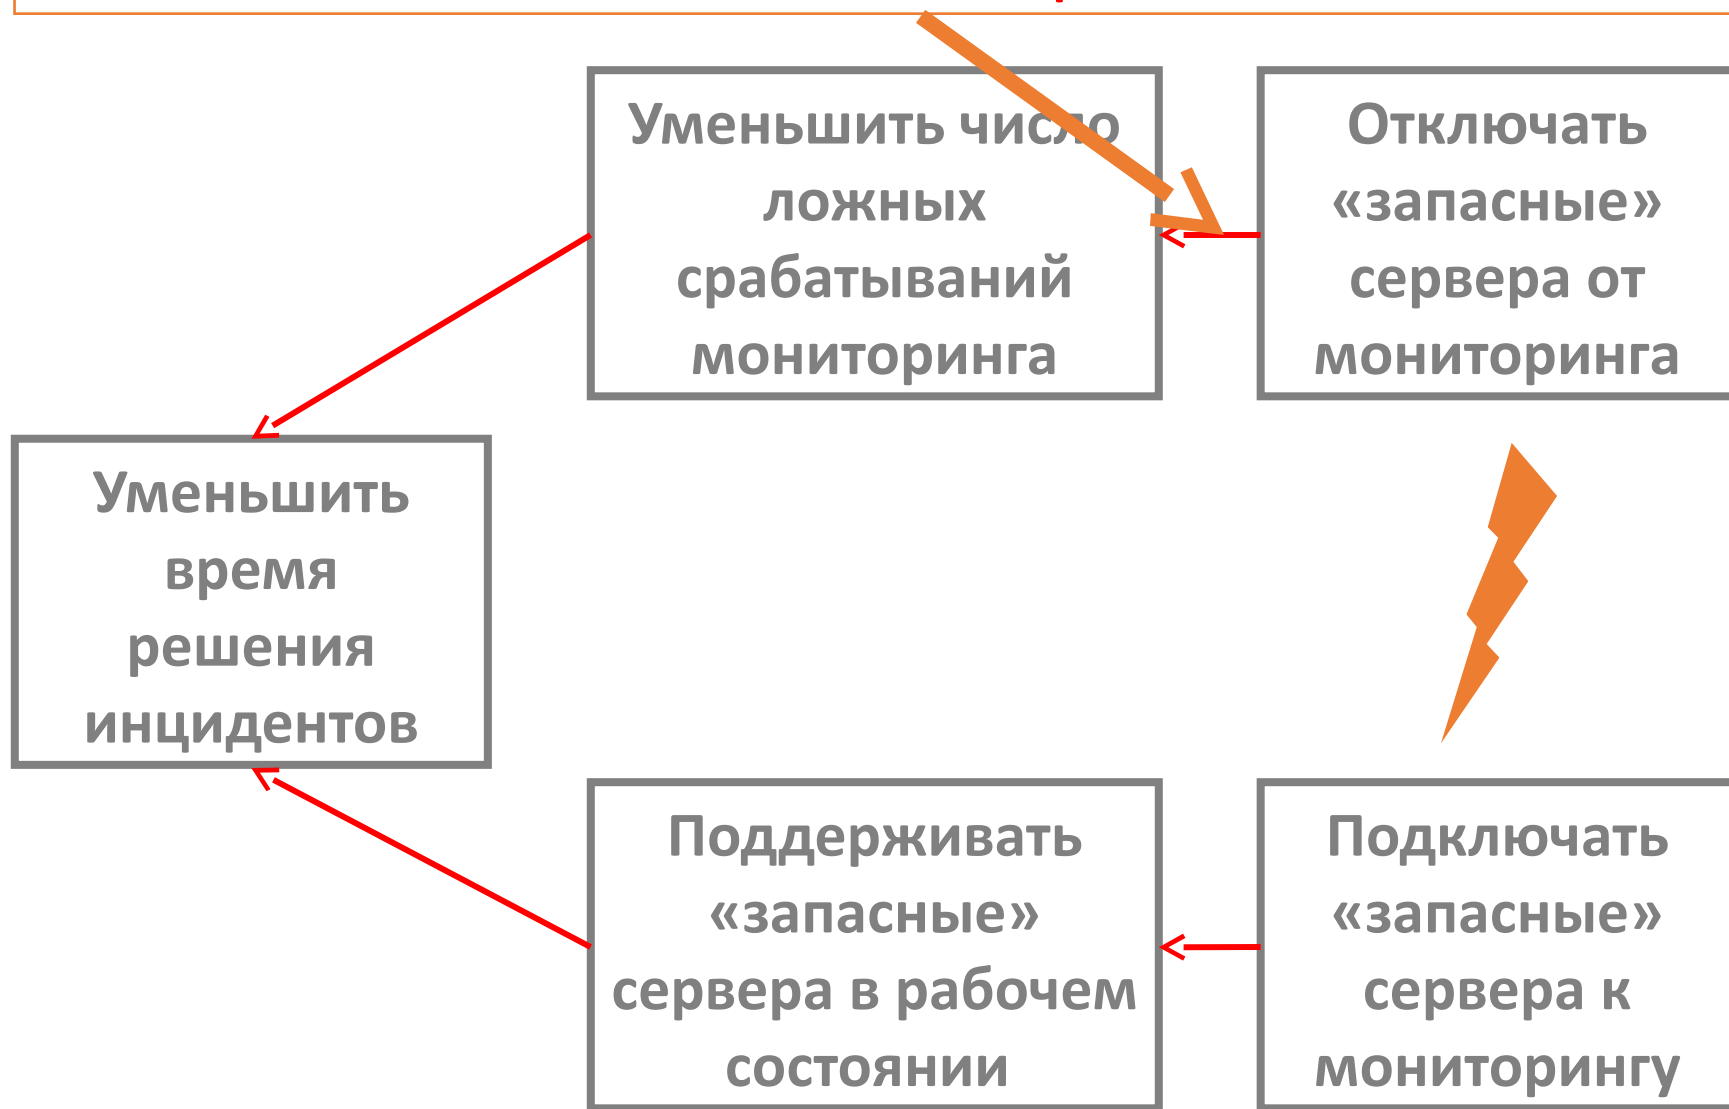 Уменьшить число
ложных
срабатываний
мониторинга
Отключать
«запасные»
сервера от
мониторинга
Уменьшить
время
решения
инцидентов
Поддерживать
«запасные»
сервера в рабочем
состоянии
Подключать
«запасные»
сервера к
мониторингу